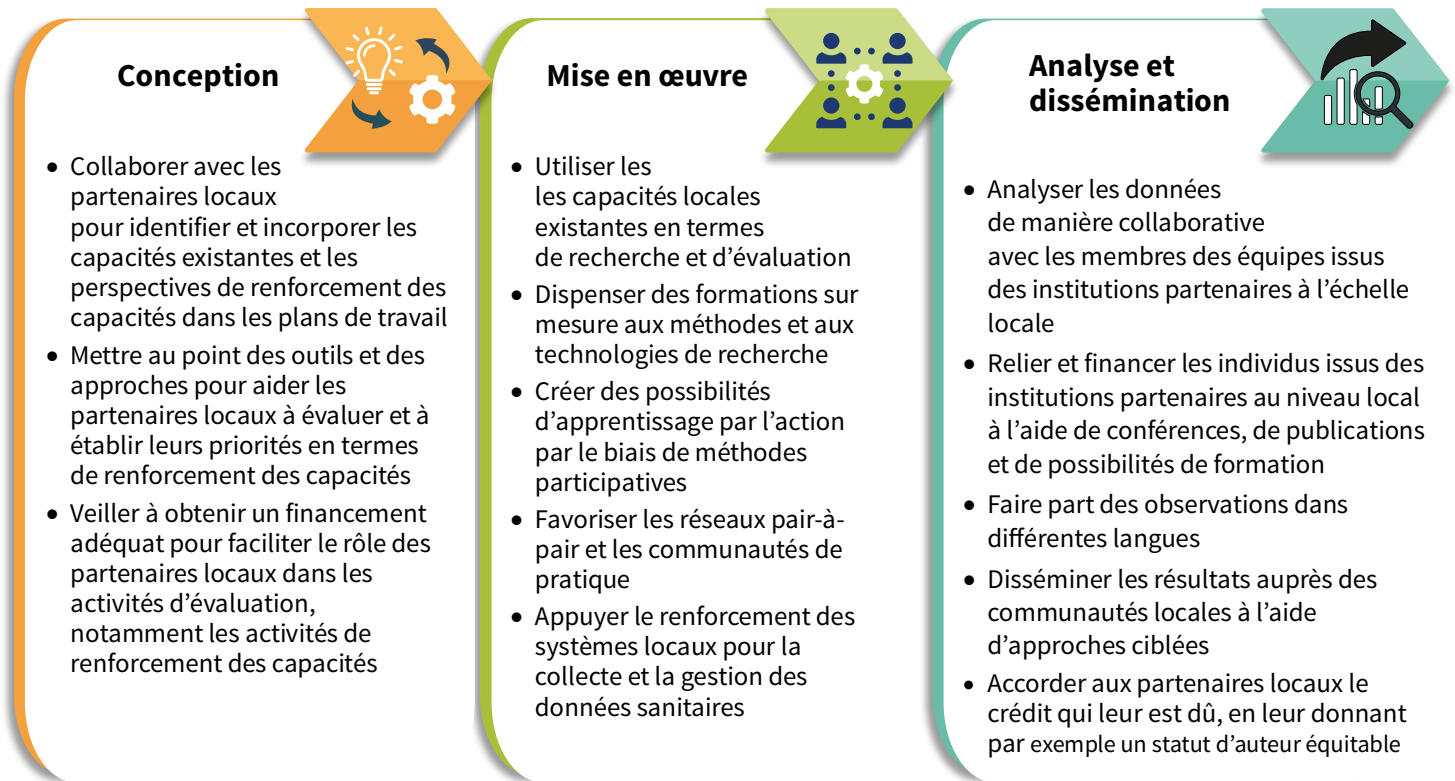 Conception
• Collaborer avec les
partenaires locaux
pour identifier et incorporer les
capacités existantes et les
perspectives de renforcement des
capacités dans les plans de travail
• Mettre au point des outils et des
approches pour aider les
partenaires locaux à évaluer et à
établir leurs priorités en termes
de renforcement des capacités
• Veiller à obtenir un financement
adéquat pour faciliter le rôle des
partenaires locaux dans les
activités d’évaluation,
notamment les activités de
renforcement des capacités
Mise en œuvre
• Utiliser les
les capacités locales
existantes en termes
de recherche et d’évaluation
• Dispenser des formations sur
mesure aux méthodes et aux
technologies de recherche
• Créer des possibilités
d’apprentissage par l’action
par le biais de méthodes
participatives
• Favoriser les réseaux pair-à-
pair et les communautés de
pratique
• Appuyer le renforcement des
systèmes locaux pour la
collecte et la gestion des
données sanitaires
Analyse et
dissémination
• Analyser les données
de manière collaborative
avec les membres des équipes issus
des institutions partenaires à l’échelle
locale
• Relier et financer les individus issus des
institutions partenaires au niveau local
à l’aide de conférences, de publications
et de possibilités de formation
• Faire part des observations dans
différentes langues
• Disséminer les résultats auprès des
communautés locales à l’aide
d’approches ciblées
• Accorder aux partenaires locaux le
crédit qui leur est dû, en leur donnant
par exemple un statut d’auteur équitable